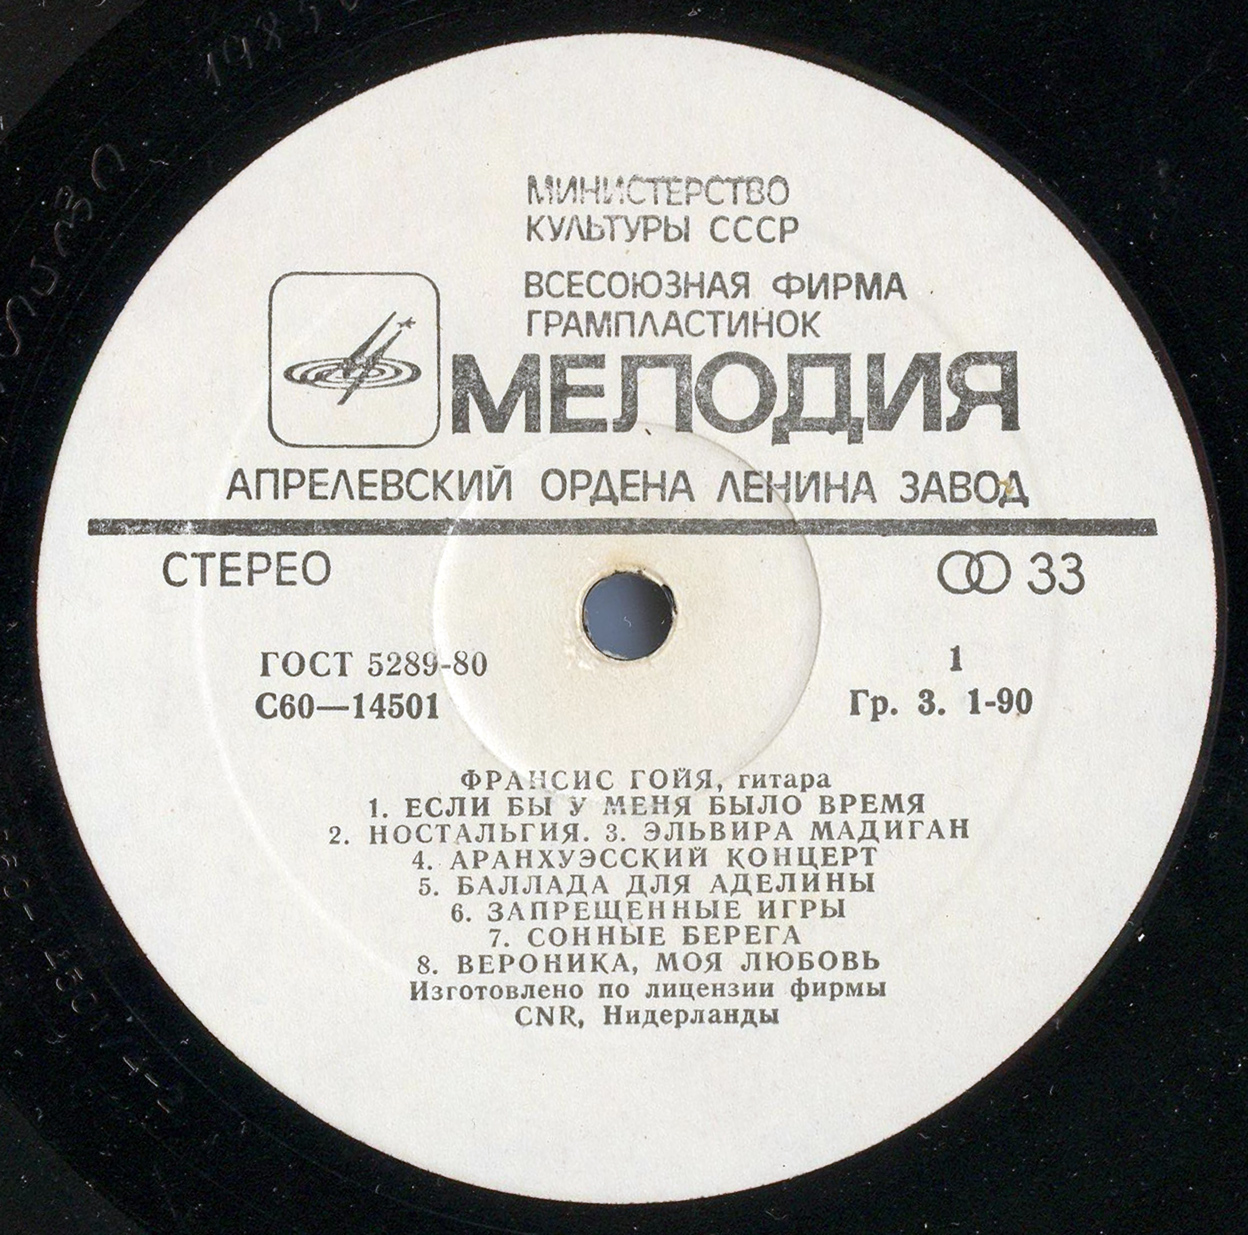 МИНИСТЕРСТВО
КУЛЬТУРЫ СССР
ВСЕСОЮЗНАЯ ФИРМА
ГРАМПЛАСТИНОК
МЕЛОДИЯ
АПРЕЛЕВСКИЙ ОРДЕНА ЛЕНИНА ЗАВОД
СТЕРЕО
33
ГОСТ 5289-80
1
С60—14501
Гр. 3. 1-90
ФРАНСИС ГОЙЯ, гитара
1. ЕСЛИ БЫ У МЕНЯ БЫЛО ВРЕМЯ
2. НОСТАЛЬГИЯ. 3. ЭЛЬВИРА МАДИГАН
4. АРАНХУЭССКИЙ КОНЦЕРТ
5. БАЛЛАДА ДЛЯ АДЕЛИНЫ
6. ЗАПРЕЩЕННЫЕ ИГРЫ
7. СОННЫЕ БЕРЕГА
8. ВЕРОНИКА, МОЯ ЛЮБОВЬ
Изготовлено по лицензии фирмы
CNR, Нидерланды